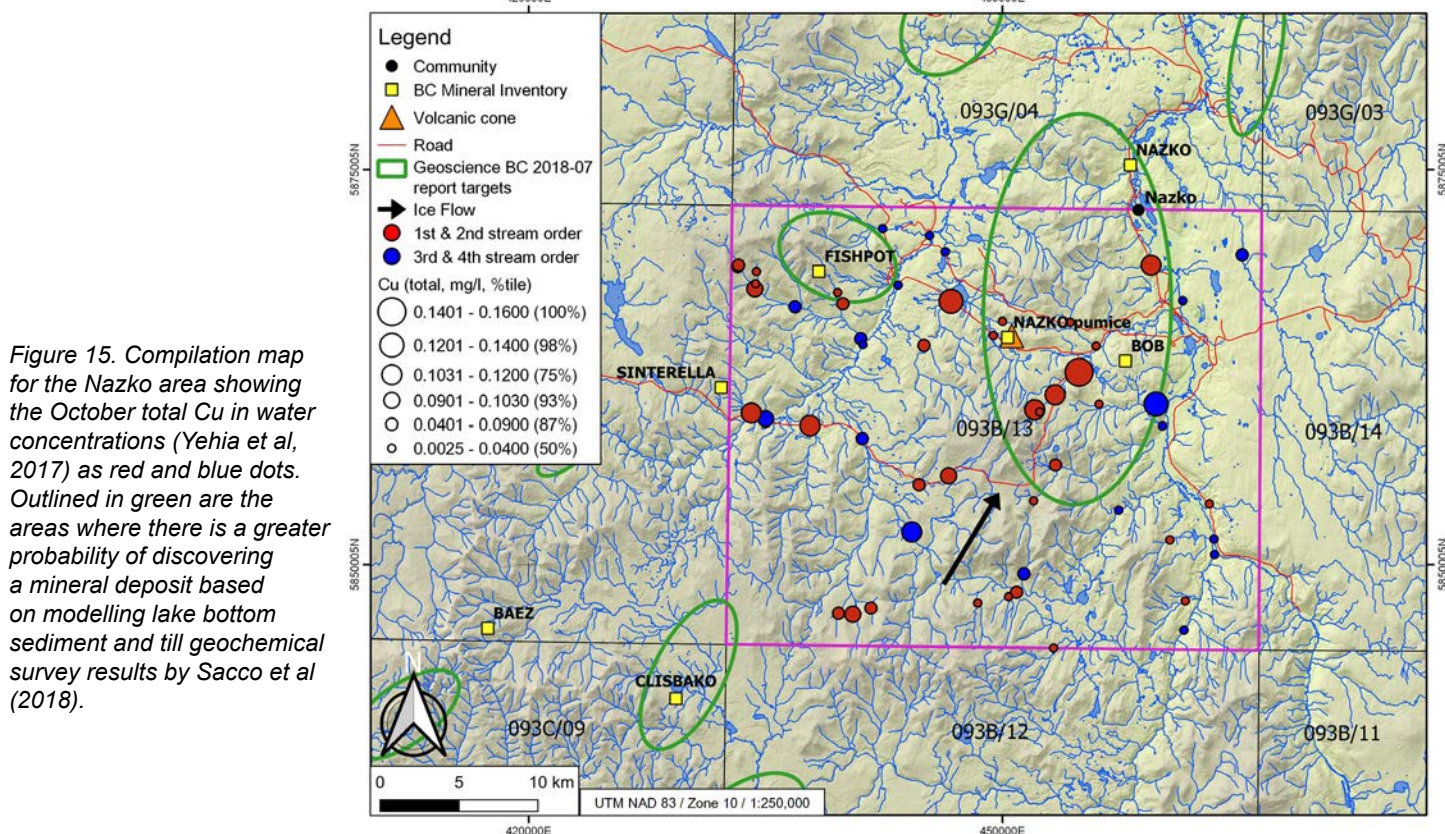 Figure 15. Compilation map
for the Nazko area showing
the October total Cu in water
concentrations (Yehia et al,
2017) as red and blue dots.
Outlined in green are the
areas where there is a greater
probability of discovering
a mineral deposit based
on modelling lake bottom
sediment and till geochemical
survey results by Sacco et al
(2018).
420000E
450000E
Legend
Community
BC Mineral Inventory
Volcanic cone
Road
Geoscience BC 2018-07
report targets
Ice Flow
1st & 2nd stream order
3rd & 4th stream order
Cu (total, mg/l, %tile)
0.1401 - 0.1600 (100%)
0.1201 - 0.1400 (98%)
0.1031 - 0.1200 (75%)
0.0901 - 0.1030 (93%)
0.0401 - 0.0900 (87%)
0.0025 - 0.0400 (50%)
5875005N
5850005N
093G/04
093G/03
NAZKO
Nazko
FISHPOT
NAZKO pumice
BOB
SINTERELLA
093B/13
093B/14
BAEZ
CLISBAKO
093C/09
093B/12
093B/11
5875005N
5850005N
N
0 5 10 km
UTM NAD 83 / Zone 10 / 1:250,000
420000E
450000E